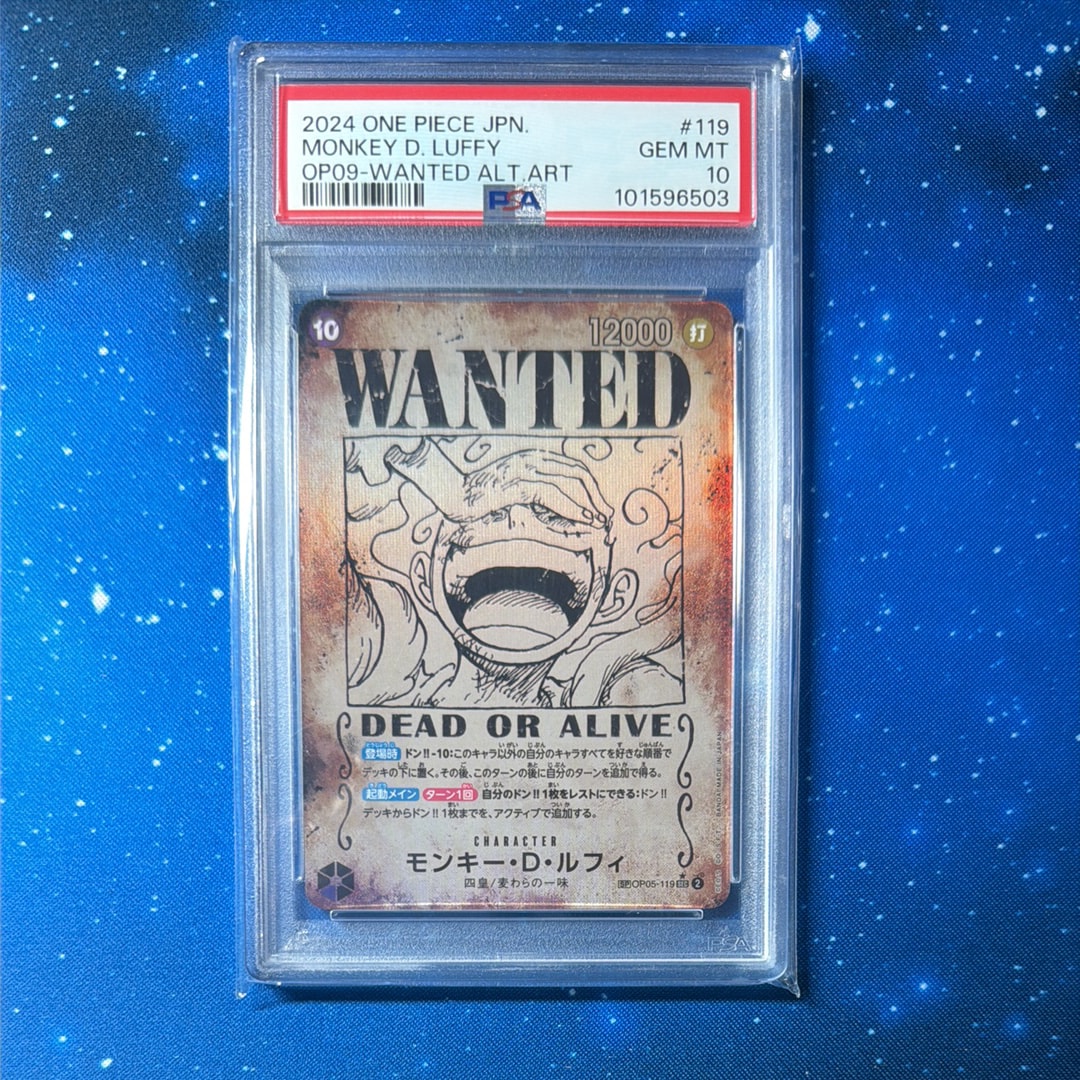 2024 ONE PIECE JPN. #119
MONKEY D. LUFFY GEM MT
OP09-WANTED ALT.ART 10
PSA 101596503
10 12000 打
WANTED
DEAD OR ALIVE
登場時 ドン!!-10:このキャラ以外の自分のキャラすべてを好きな順番で
デッキの下に置く。その後、このターンの後に自分のターンを追加で得る。
起動メイン ターン1回 自分のドン!!1枚をレストにできる:ドン!!
デッキからドン!!1枚までを、アクティブで追加する。
CHARACTER
モンキー・D・ルフィ
四皇/麦わらの一味
SP OP05-119 SEC 2
MADE IN JAPAN
PSA